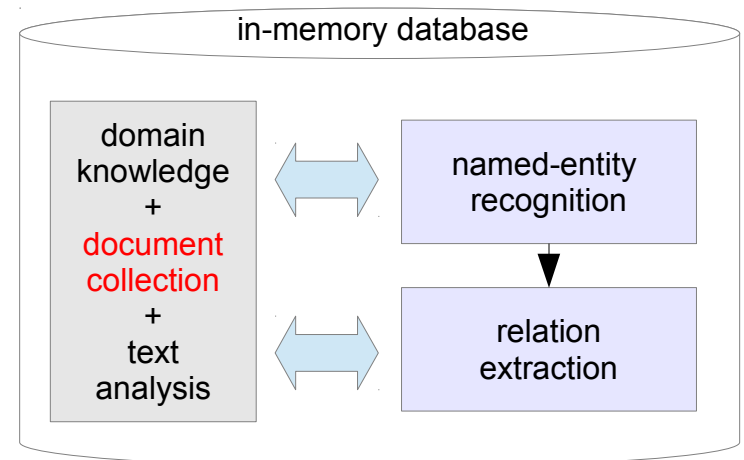 in-memory database
domain
knowledge
+
document
collection
+
text
analysis
named-entity
recognition
relation
extraction